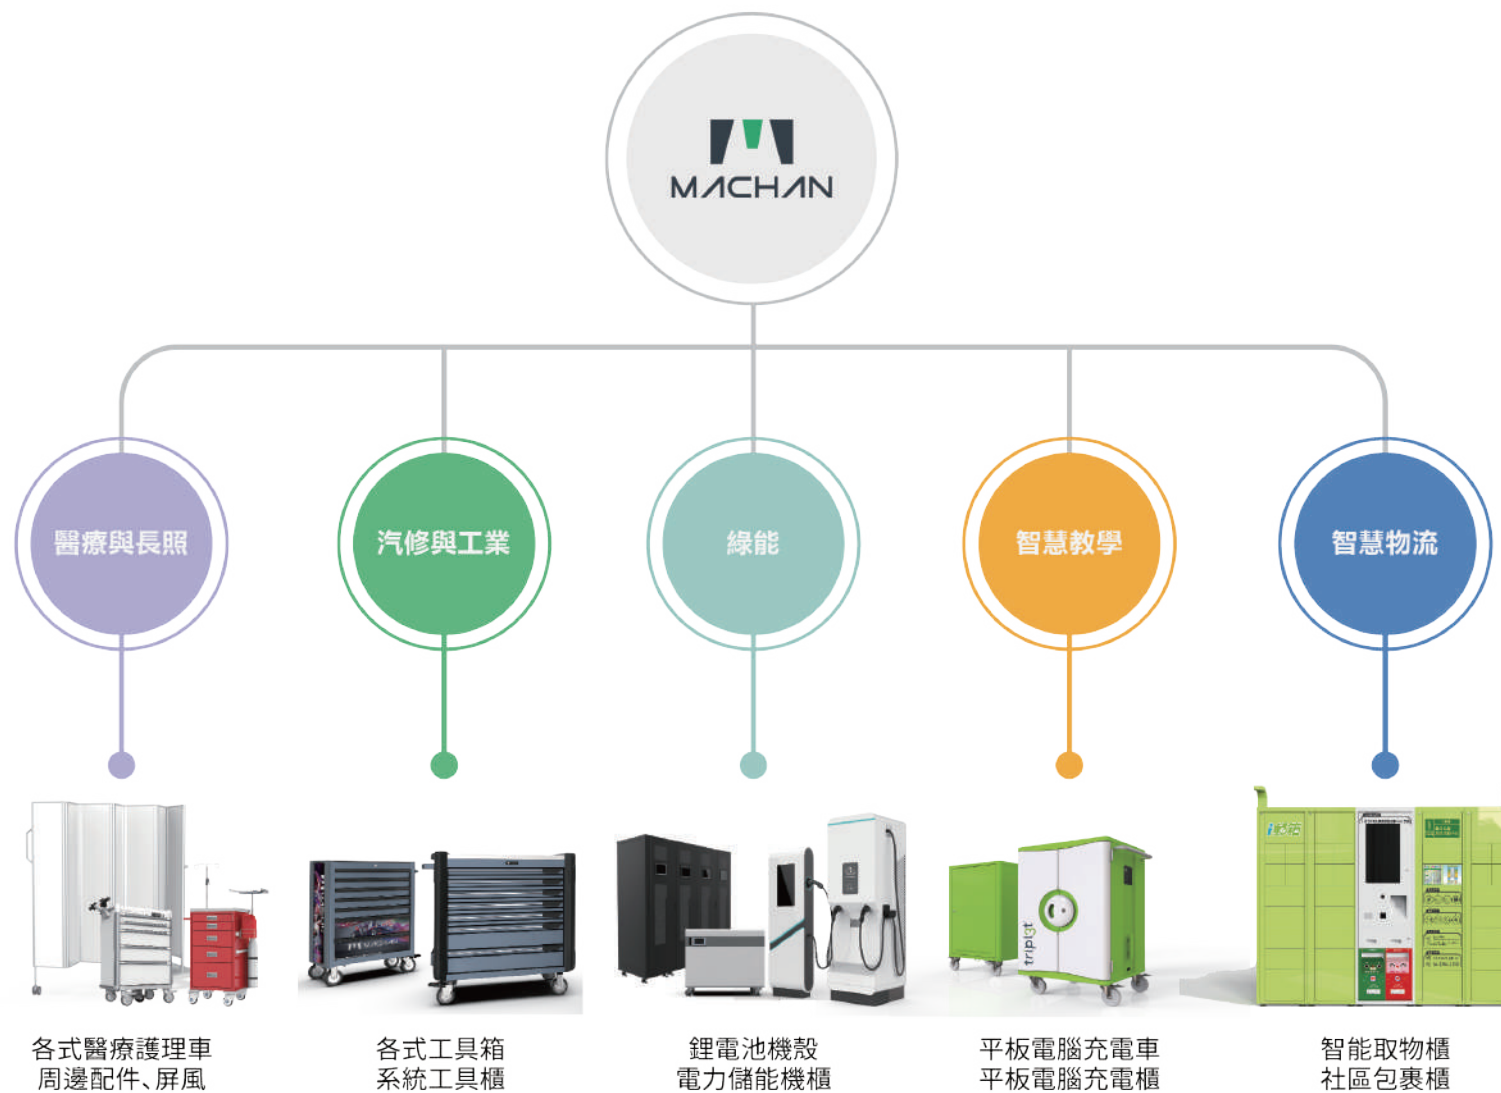 MACHAN
醫療與長照
汽修與工業
綠能
智慧教學
智慧物流
tripl3t
各式醫療護理車
周邊配件、屏風
各式工具箱
系統工具櫃
鋰電池機殼
電力儲能機櫃
平板電腦充電車
平板電腦充電櫃
智能取物櫃
社區包裹櫃